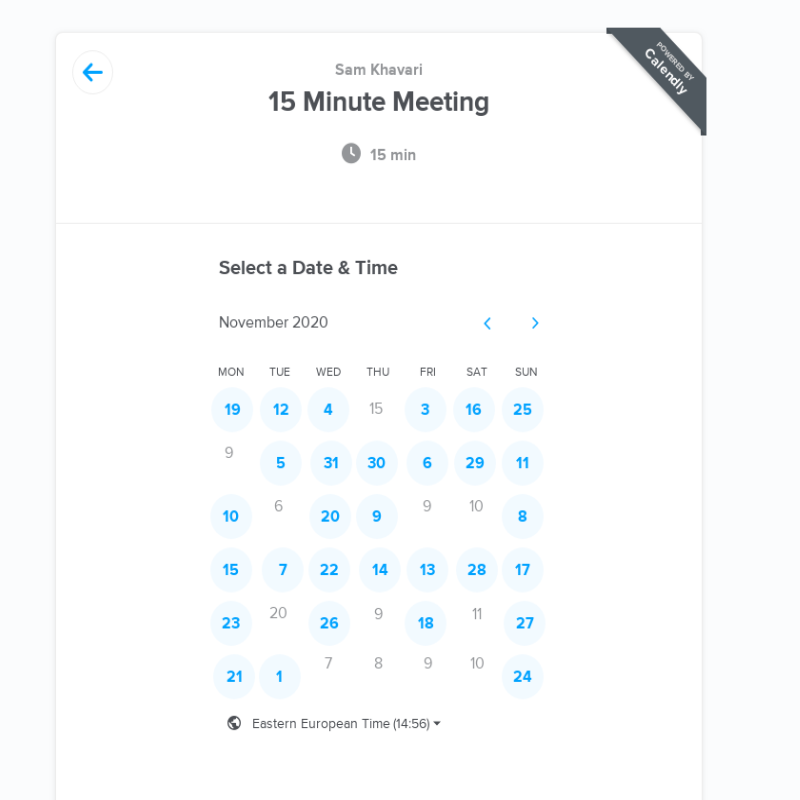 POWERED BY
Calendly
Sam Khavari
15 Minute Meeting
15 min
Select a Date & Time
November 2020
MON TUE WED THU FRI SAT SUN
19 12 4 15 3 16 25
9 5 31 30 6 29 11
10 6 20 9 9 10 8
15 7 22 14 13 28 17
23 20 26 9 18 11 27
21 1 7 8 9 10 24
Eastern European Time (14:56)